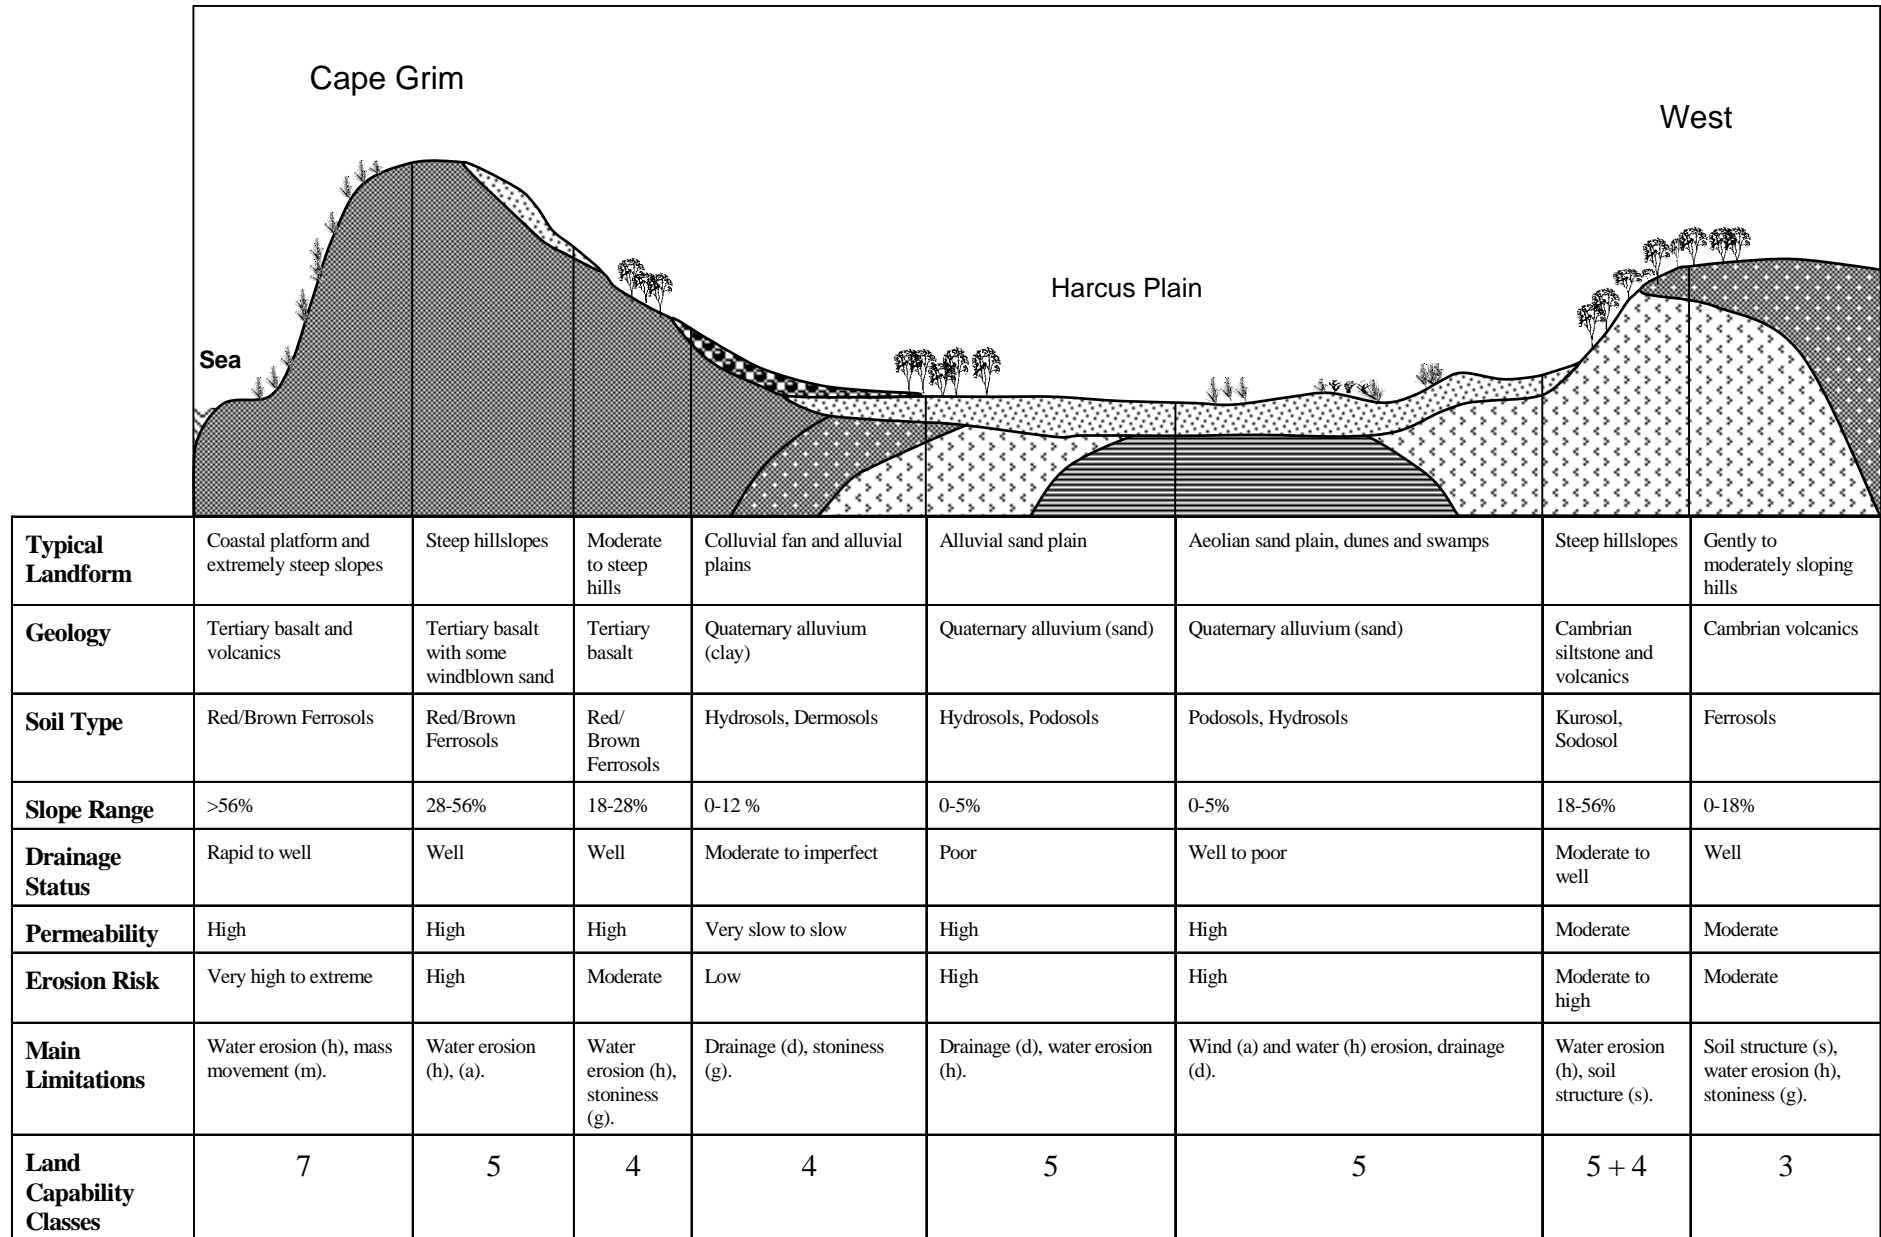 Cape Grim
West
Harcus Plain
Sea
Typical
Landform
Coastal platform and
extremely steep slopes
Steep hillslopes
Moderate
to steep
hills
Colluvial fan and alluvial
plains
Alluvial sand plain
Aeolian sand plain, dunes and swamps
Steep hillslopes
Gently to
moderately sloping
hills
Geology
Tertiary basalt and
volcanics
Tertiary basalt
with some
windblown sand
Tertiary
basalt
Quaternary alluvium
(clay)
Quaternary alluvium (sand)
Quaternary alluvium (sand)
Cambrian
siltstone and
volcanics
Cambrian volcanics
Soil Type
Red/Brown Ferrosols
Red/Brown
Ferrosols
Red/
Brown
Ferrosols
Hydrosols, Dermosols
Hydrosols, Podosols
Podosols, Hydrosols
Kurosol,
Sodosol
Ferrosols
Slope Range
>56%
28-56%
18-28%
0-12 %
0-5%
0-5%
18-56%
0-18%
Drainage
Status
Rapid to well
Well
Well
Moderate to imperfect
Poor
Well to poor
Moderate to
well
Well
Permeability
High
High
High
Very slow to slow
High
High
Moderate
Moderate
Erosion Risk
Very high to extreme
High
Moderate
Low
High
High
Moderate to
high
Moderate
Main
Limitations
Water erosion (h), mass
movement (m).
Water erosion
(h), (a).
Water
erosion (h),
stoniness
(g).
Drainage (d), stoniness
(g).
Drainage (d), water erosion
(h).
Wind (a) and water (h) erosion, drainage
(d).
Water erosion
(h), soil
structure (s).
Soil structure (s),
water erosion (h),
stoniness (g).
Land
Capability
Classes
7
5
4
4
5
5
5 + 4
3